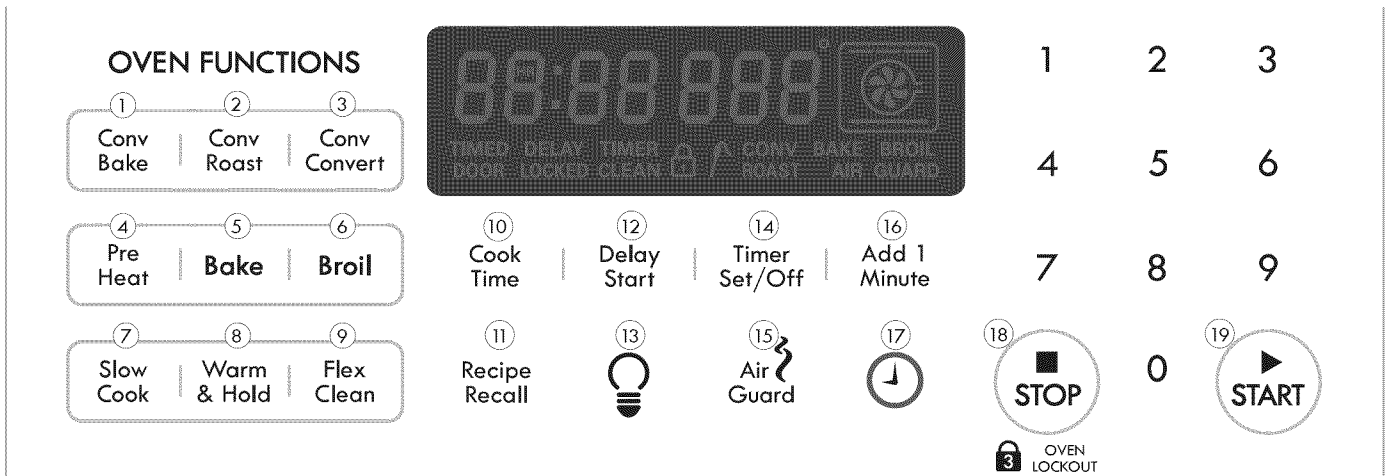 OVEN FUNCTIONS
1 2 3
Conv Conv Conv
Bake Roast Convert
4 5 6
Pre Bake Broil
Heat
7 8 9
Slow Warm Flex
Cook & Hold Clean
88:88 888°
TIMED DELAY TIMER CONV BAKE BROIL
DOOR LOCKED CLEAN ROAST AIR GUARD
10 12 14 16
Cook Delay Timer Add 1
Time Start Set/Off Minute
11 13 15 17
Recipe Air
Recall Guard
1 2 3
4 5 6
7 8 9
18 0 19
STOP START
3 OVEN
LOCKOUT